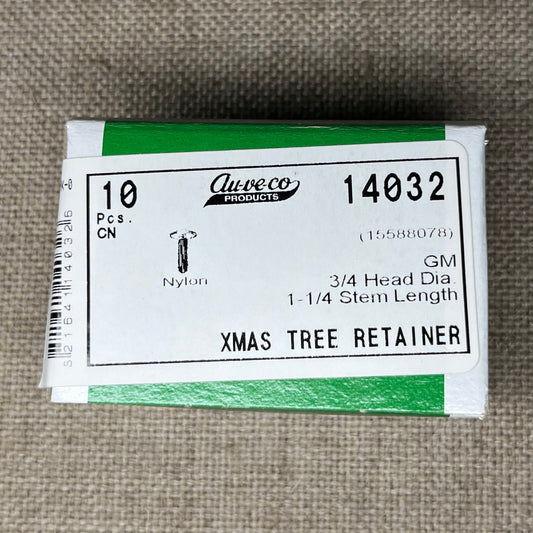 10
Pcs.
CN
Au-ve-co
PRODUCTS
14032
(15588078)
GM
3/4 Head Dia.
1-1/4 Stem Length
Nylon
XMAS TREE RETAINER